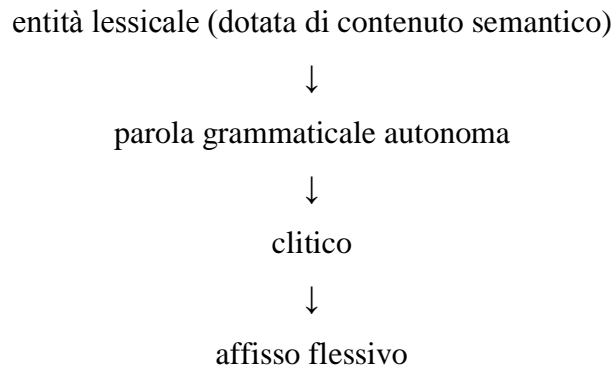 entità lessicale (dotata di contenuto semantico)
↓
parola grammaticale autonoma
↓
clitico
↓
affisso flessivo